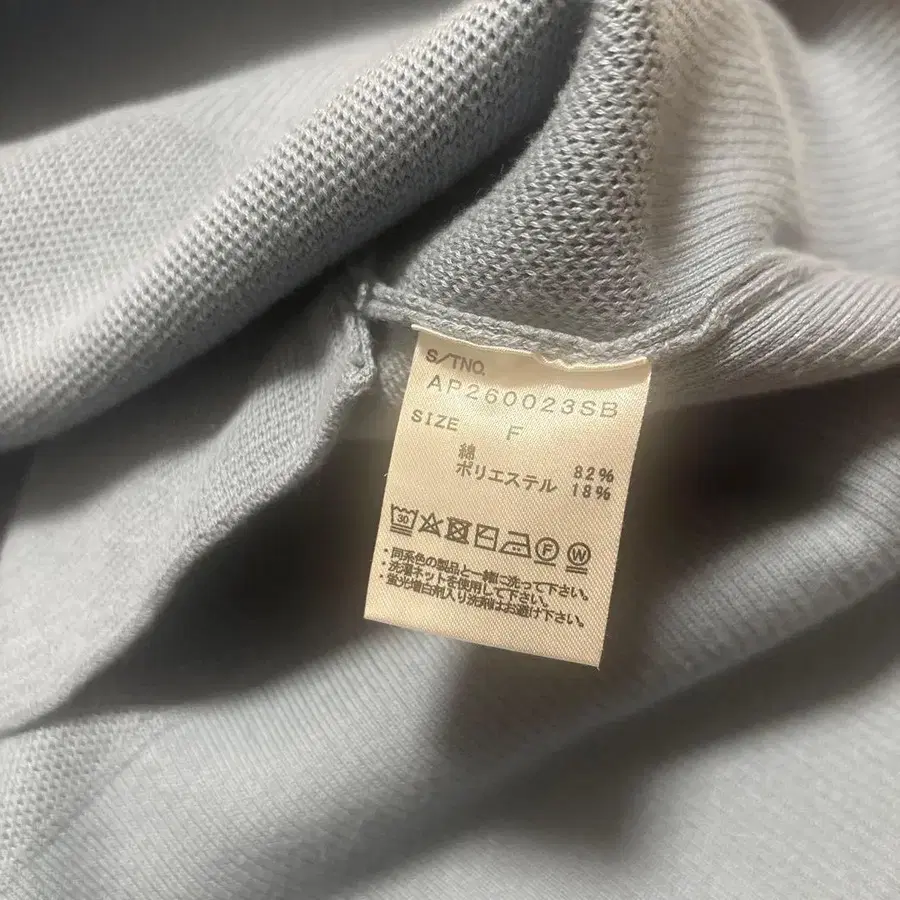 S/TNO.
AP260023SB
SIZE F
綿 82%
ポリエステル 18%
30 F W
・同系色の製品と一緒に洗って下さい。
・洗濯ネットを使用して下さい。
・蛍光増白剤入り洗剤はお避け下さい。